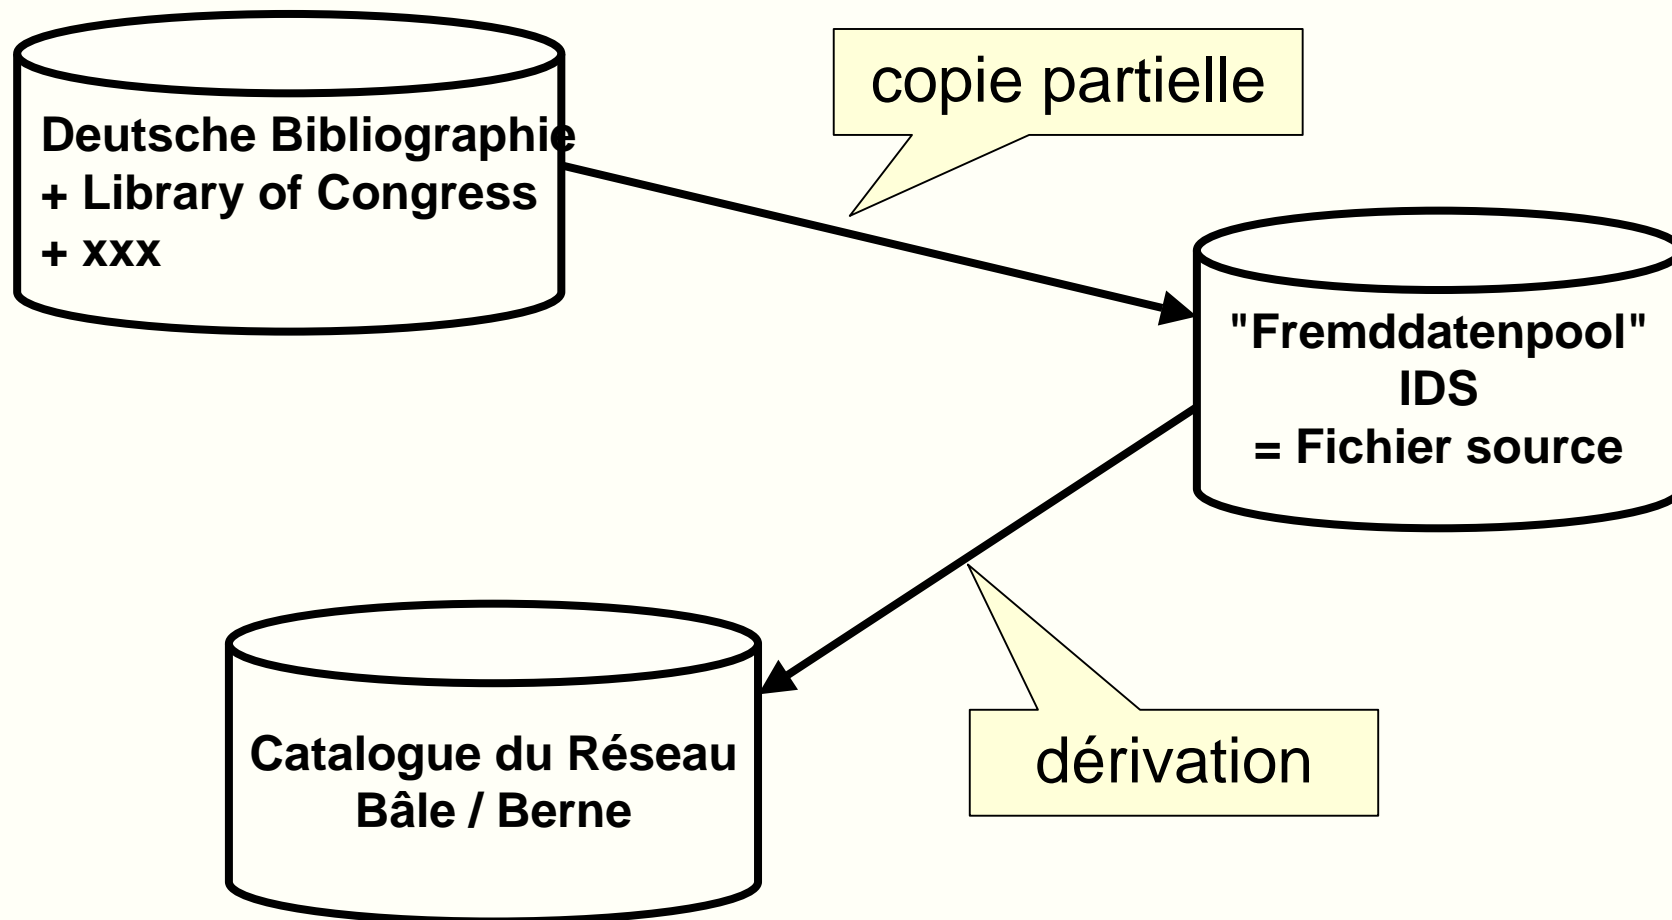 Deutsche Bibliographie
+ Library of Congress
+ xxx
copie partielle
"Fremddatenpool"
IDS
= Fichier source
dérivation
Catalogue du Réseau
Bâle / Berne